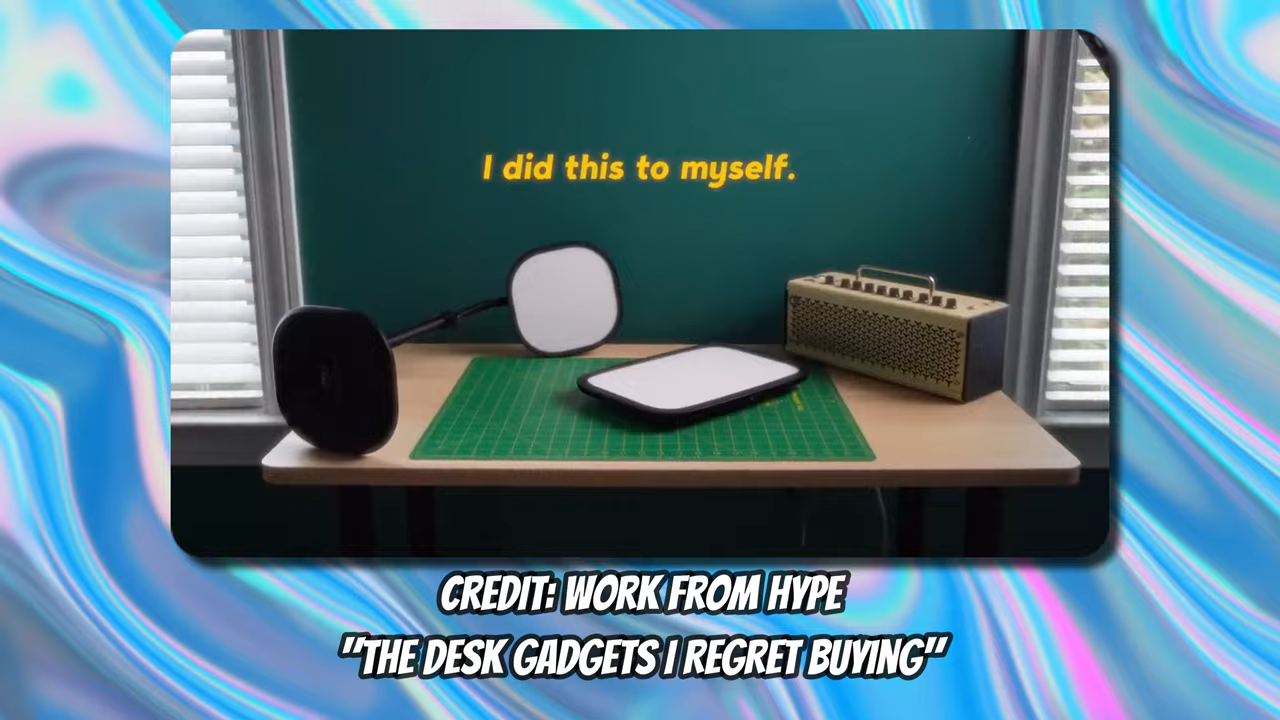 I did this to myself.
CREDIT: WORK FROM HYPE
"THE DESK GADGETS I REGRET BUYING"